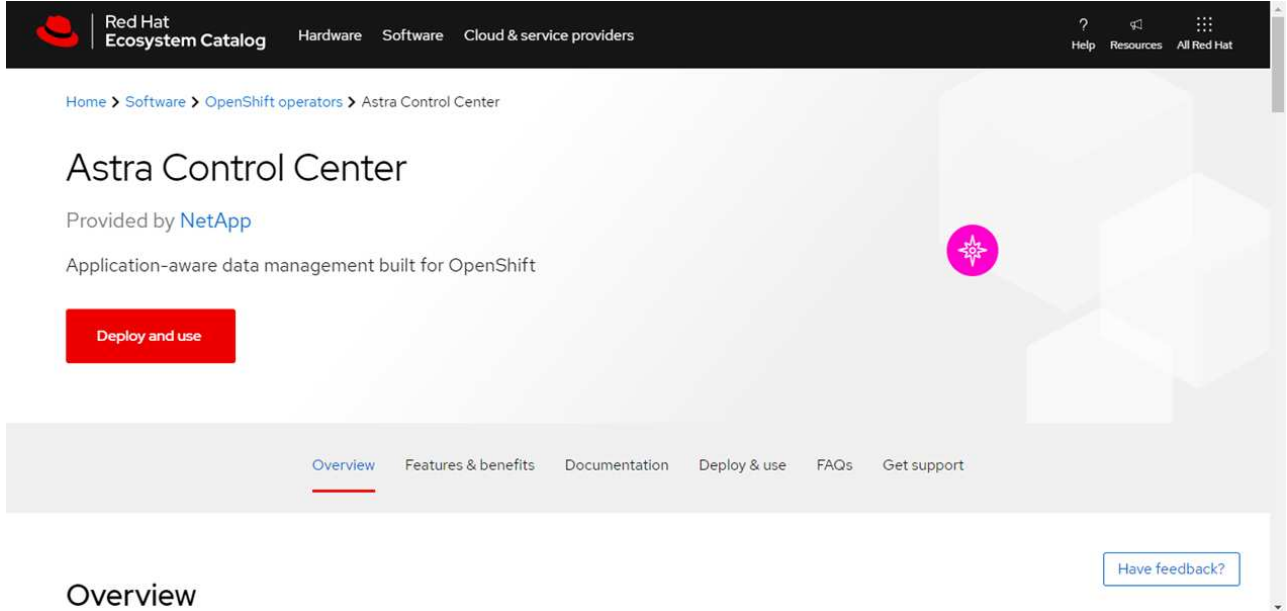 Red Hat
Ecosystem Catalog
Hardware Software Cloud & service providers
Help Resources All Red Hat
Home > Software > OpenShift operators > Astra Control Center
Astra Control Center
Provided by NetApp
Application-aware data management built for OpenShift
Deploy and use
Overview Features & benefits Documentation Deploy & use FAQs Get support
Have feedback?
Overview